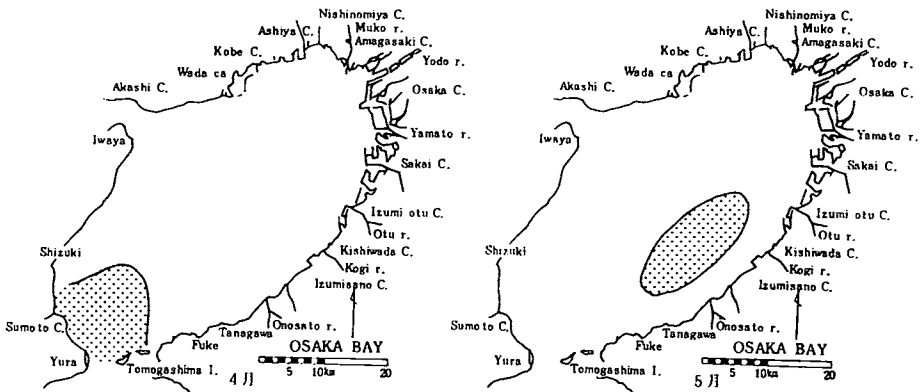 Nishinomiya C.
Ashiya C.
Muko r.
Amagasaki C.
Kobe C.
Yodo r.
Wada ca
Osaka C.
Akashi C.
Iwaya
Yamato r.
Sakai C.
Izumi otu C.
Otu r.
Shizuki
Kishiwada C.
Kogi r.
Izumisano C.
Sumoto C.
Onosato r.
Tanagawa
Fuke
OSAKA BAY
Yura
Tomogashima I.
4月
5 10km 20
Nishinomiya C.
Ashiya C.
Muko r.
Amagasaki C.
Kobe C.
Yodo r.
Wada ca
Osaka C.
Akashi C.
Iwaya
Yamato r.
Sakai C.
Izumi otu C.
Otu r.
Shizuki
Kishiwada C.
Kogi r.
Izumisano C.
Sumoto C.
Onosato r.
Tanagawa
Fuke
OSAKA BAY
Yura
Tomogashima I.
5月
5 10km 20